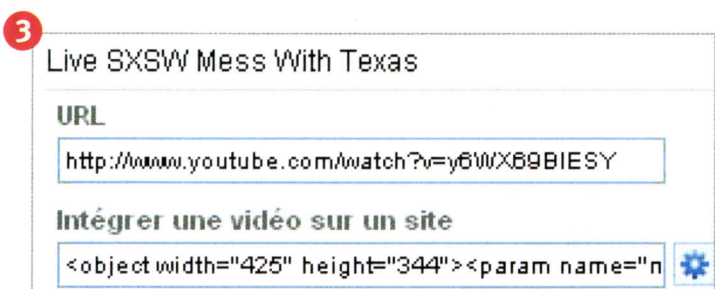 3
Live SXSW Mess With Texas
URL
http://www.youtube.com/watch?v=y6WX69BIESY
Intégrer une vidéo sur un site
<object width="425" height="344"><param name="n